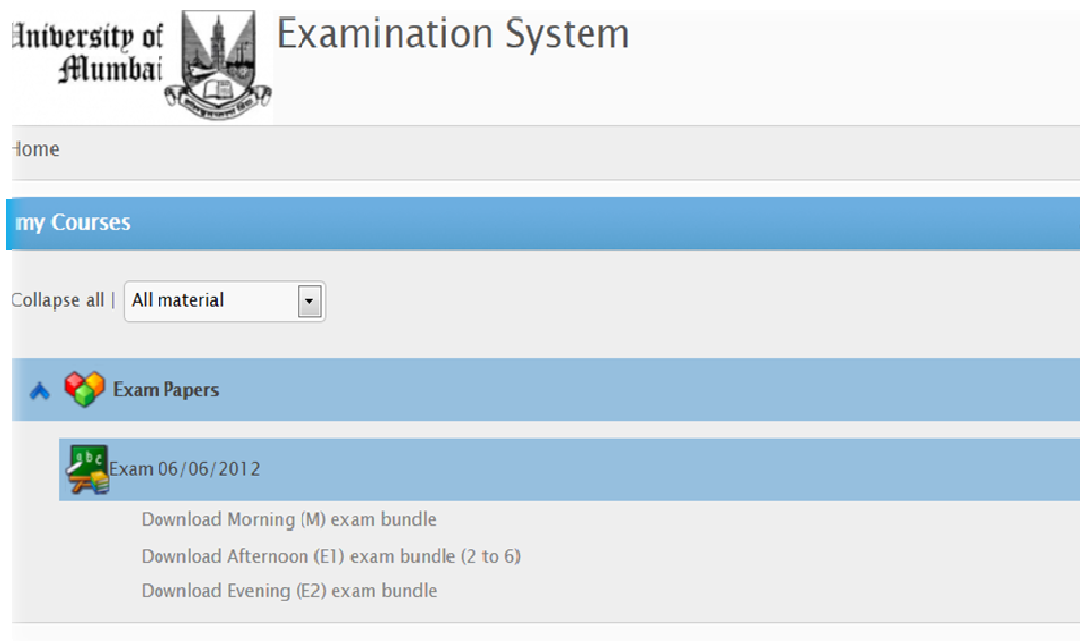 University of
Mumbai
Examination System
Home
my Courses
Collapse all | All material
Exam Papers
abc
Exam 06/06/2012
Download Morning (M) exam bundle
Download Afternoon (E1) exam bundle (2 to 6)
Download Evening (E2) exam bundle